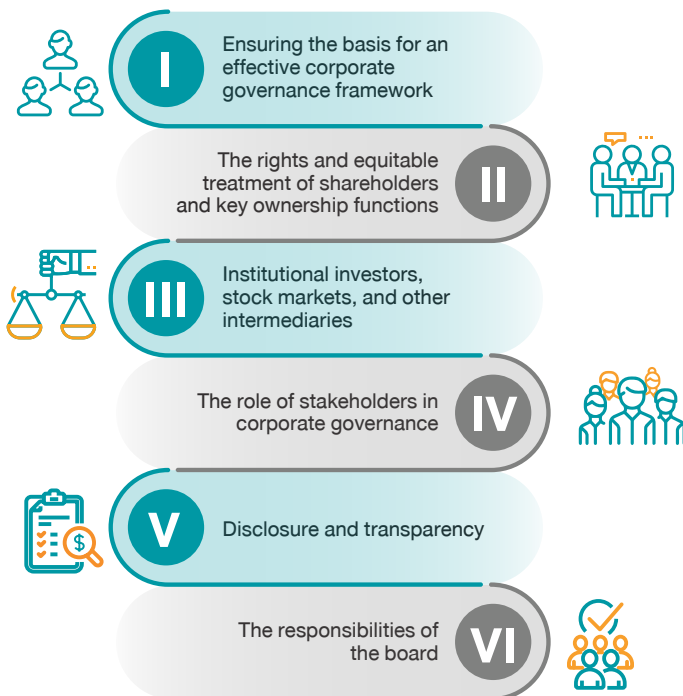 I
Ensuring the basis for an
effective corporate
governance framework
The rights and equitable
treatment of shareholders
and key ownership functions
II
III
Institutional investors,
stock markets, and other
intermediaries
The role of stakeholders in
corporate governance
IV
V
Disclosure and transparency
$
The responsibilities of
the board
VI